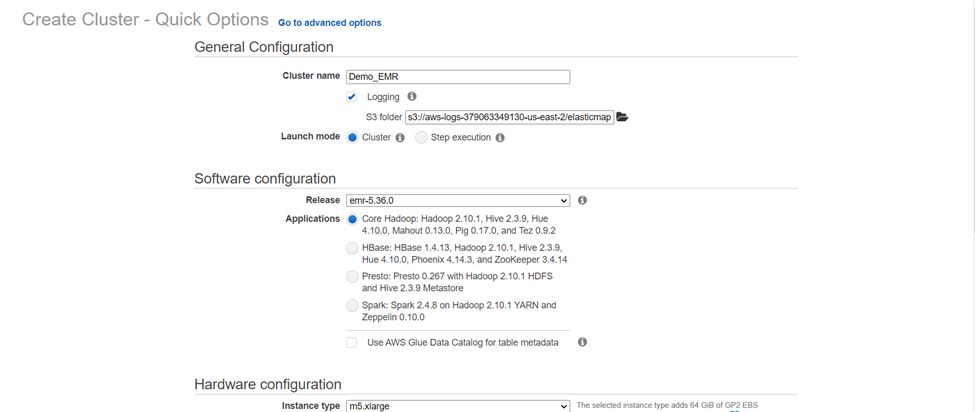 Create Cluster - Quick Options Go to advanced options
General Configuration
Cluster name Demo_EMR
Logging
S3 folder s3://aws-logs-379063349130-us-east-2/elasticmap
Launch mode Cluster Step execution
Software configuration
Release emr-5.36.0
Applications Core Hadoop: Hadoop 2.10.1, Hive 2.3.9, Hue
4.10.0, Mahout 0.13.0, Pig 0.17.0, and Tez 0.9.2
HBase: HBase 1.4.13, Hadoop 2.10.1, Hive 2.3.9,
Hue 4.10.0, Phoenix 4.14.3, and ZooKeeper 3.4.14
Presto: Presto 0.267 with Hadoop 2.10.1 HDFS
and Hive 2.3.9 Metastore
Spark: Spark 2.4.8 on Hadoop 2.10.1 YARN and
Zeppelin 0.10.0
Use AWS Glue Data Catalog for table metadata
Hardware configuration
Instance type m5.xlarge The selected instance type adds 64 GiB of GP2 EBS